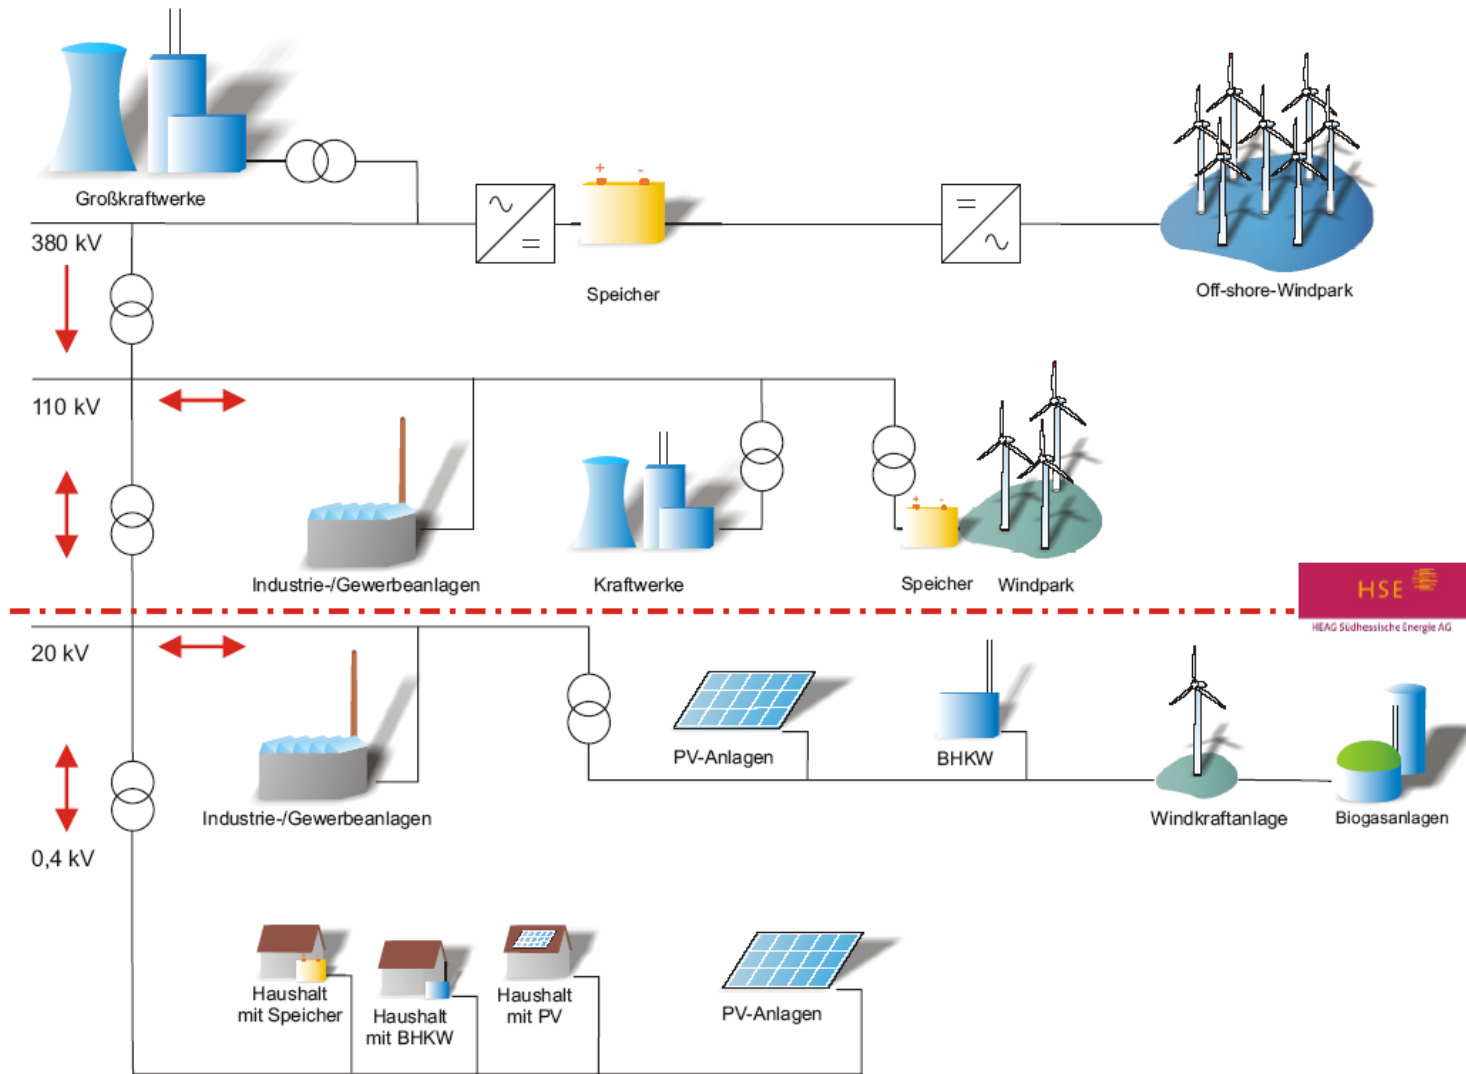 Großkraftwerke
380 kV
+ -
Speicher
Off-shore-Windpark
110 kV
Industrie-/Gewerbeanlagen
Kraftwerke
+ -
Speicher
Windpark
HSE
HEAG Südhessische Energie AG
20 kV
PV-Anlagen
BHKW
Industrie-/Gewerbeanlagen
Windkraftanlage
Biogasanlagen
0,4 kV
Haushalt
mit Speicher
Haushalt
mit BHKW
Haushalt
mit PV
PV-Anlagen